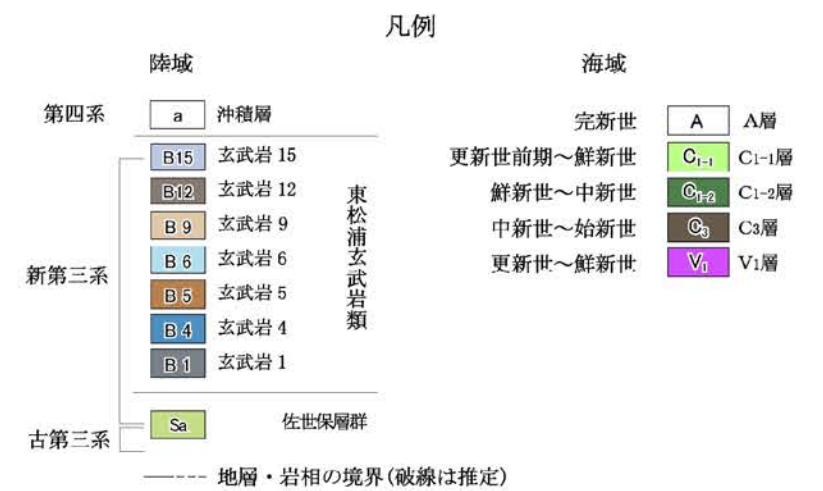 凡例
陸域
第四系
a 沖積層
新第三系
B15 玄武岩 15
B12 玄武岩 12
B 9 玄武岩 9
B 6 玄武岩 6
B 5 玄武岩 5
B 4 玄武岩 4
B 1 玄武岩 1
東松浦玄武岩類
古第三系
Sa 佐世保層群
地層・岩相の境界(破線は推定)
海域
完新世 A A層
更新世前期~鮮新世 C1-1 C1-1層
鮮新世~中新世 C1-2 C1-2層
中新世~始新世 C3 C3層
更新世~鮮新世 V1 V1層